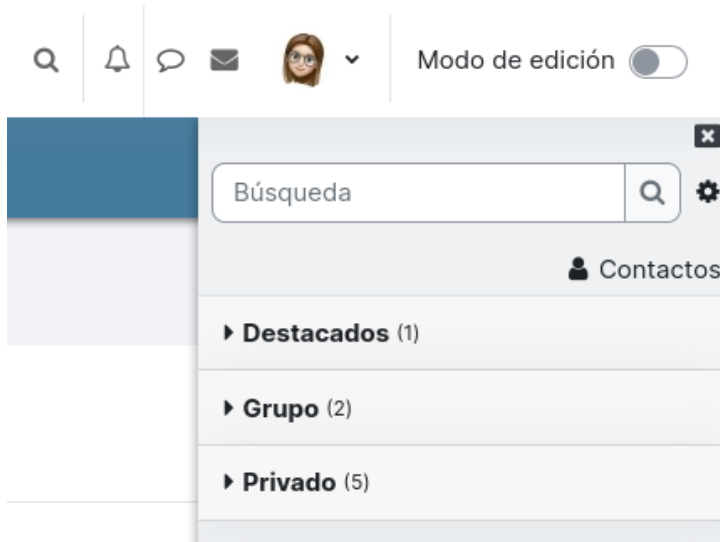 Modo de edición
Búsqueda
Contactos
Destacados (1)
Grupo (2)
Privado (5)